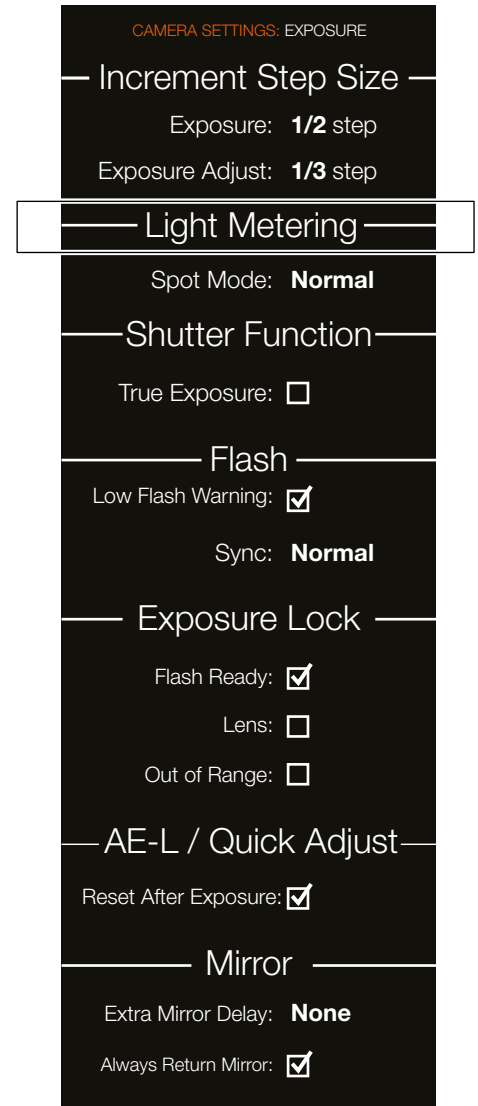 CAMERA SETTINGS: EXPOSURE
Increment Step Size
Exposure: 1/2 step
Exposure Adjust: 1/3 step
Light Metering
Spot Mode: Normal
Shutter Function
True Exposure:
Flash
Low Flash Warning:
Sync: Normal
Exposure Lock
Flash Ready:
Lens:
Out of Range:
AE-L / Quick Adjust
Reset After Exposure:
Mirror
Extra Mirror Delay: None
Always Return Mirror: